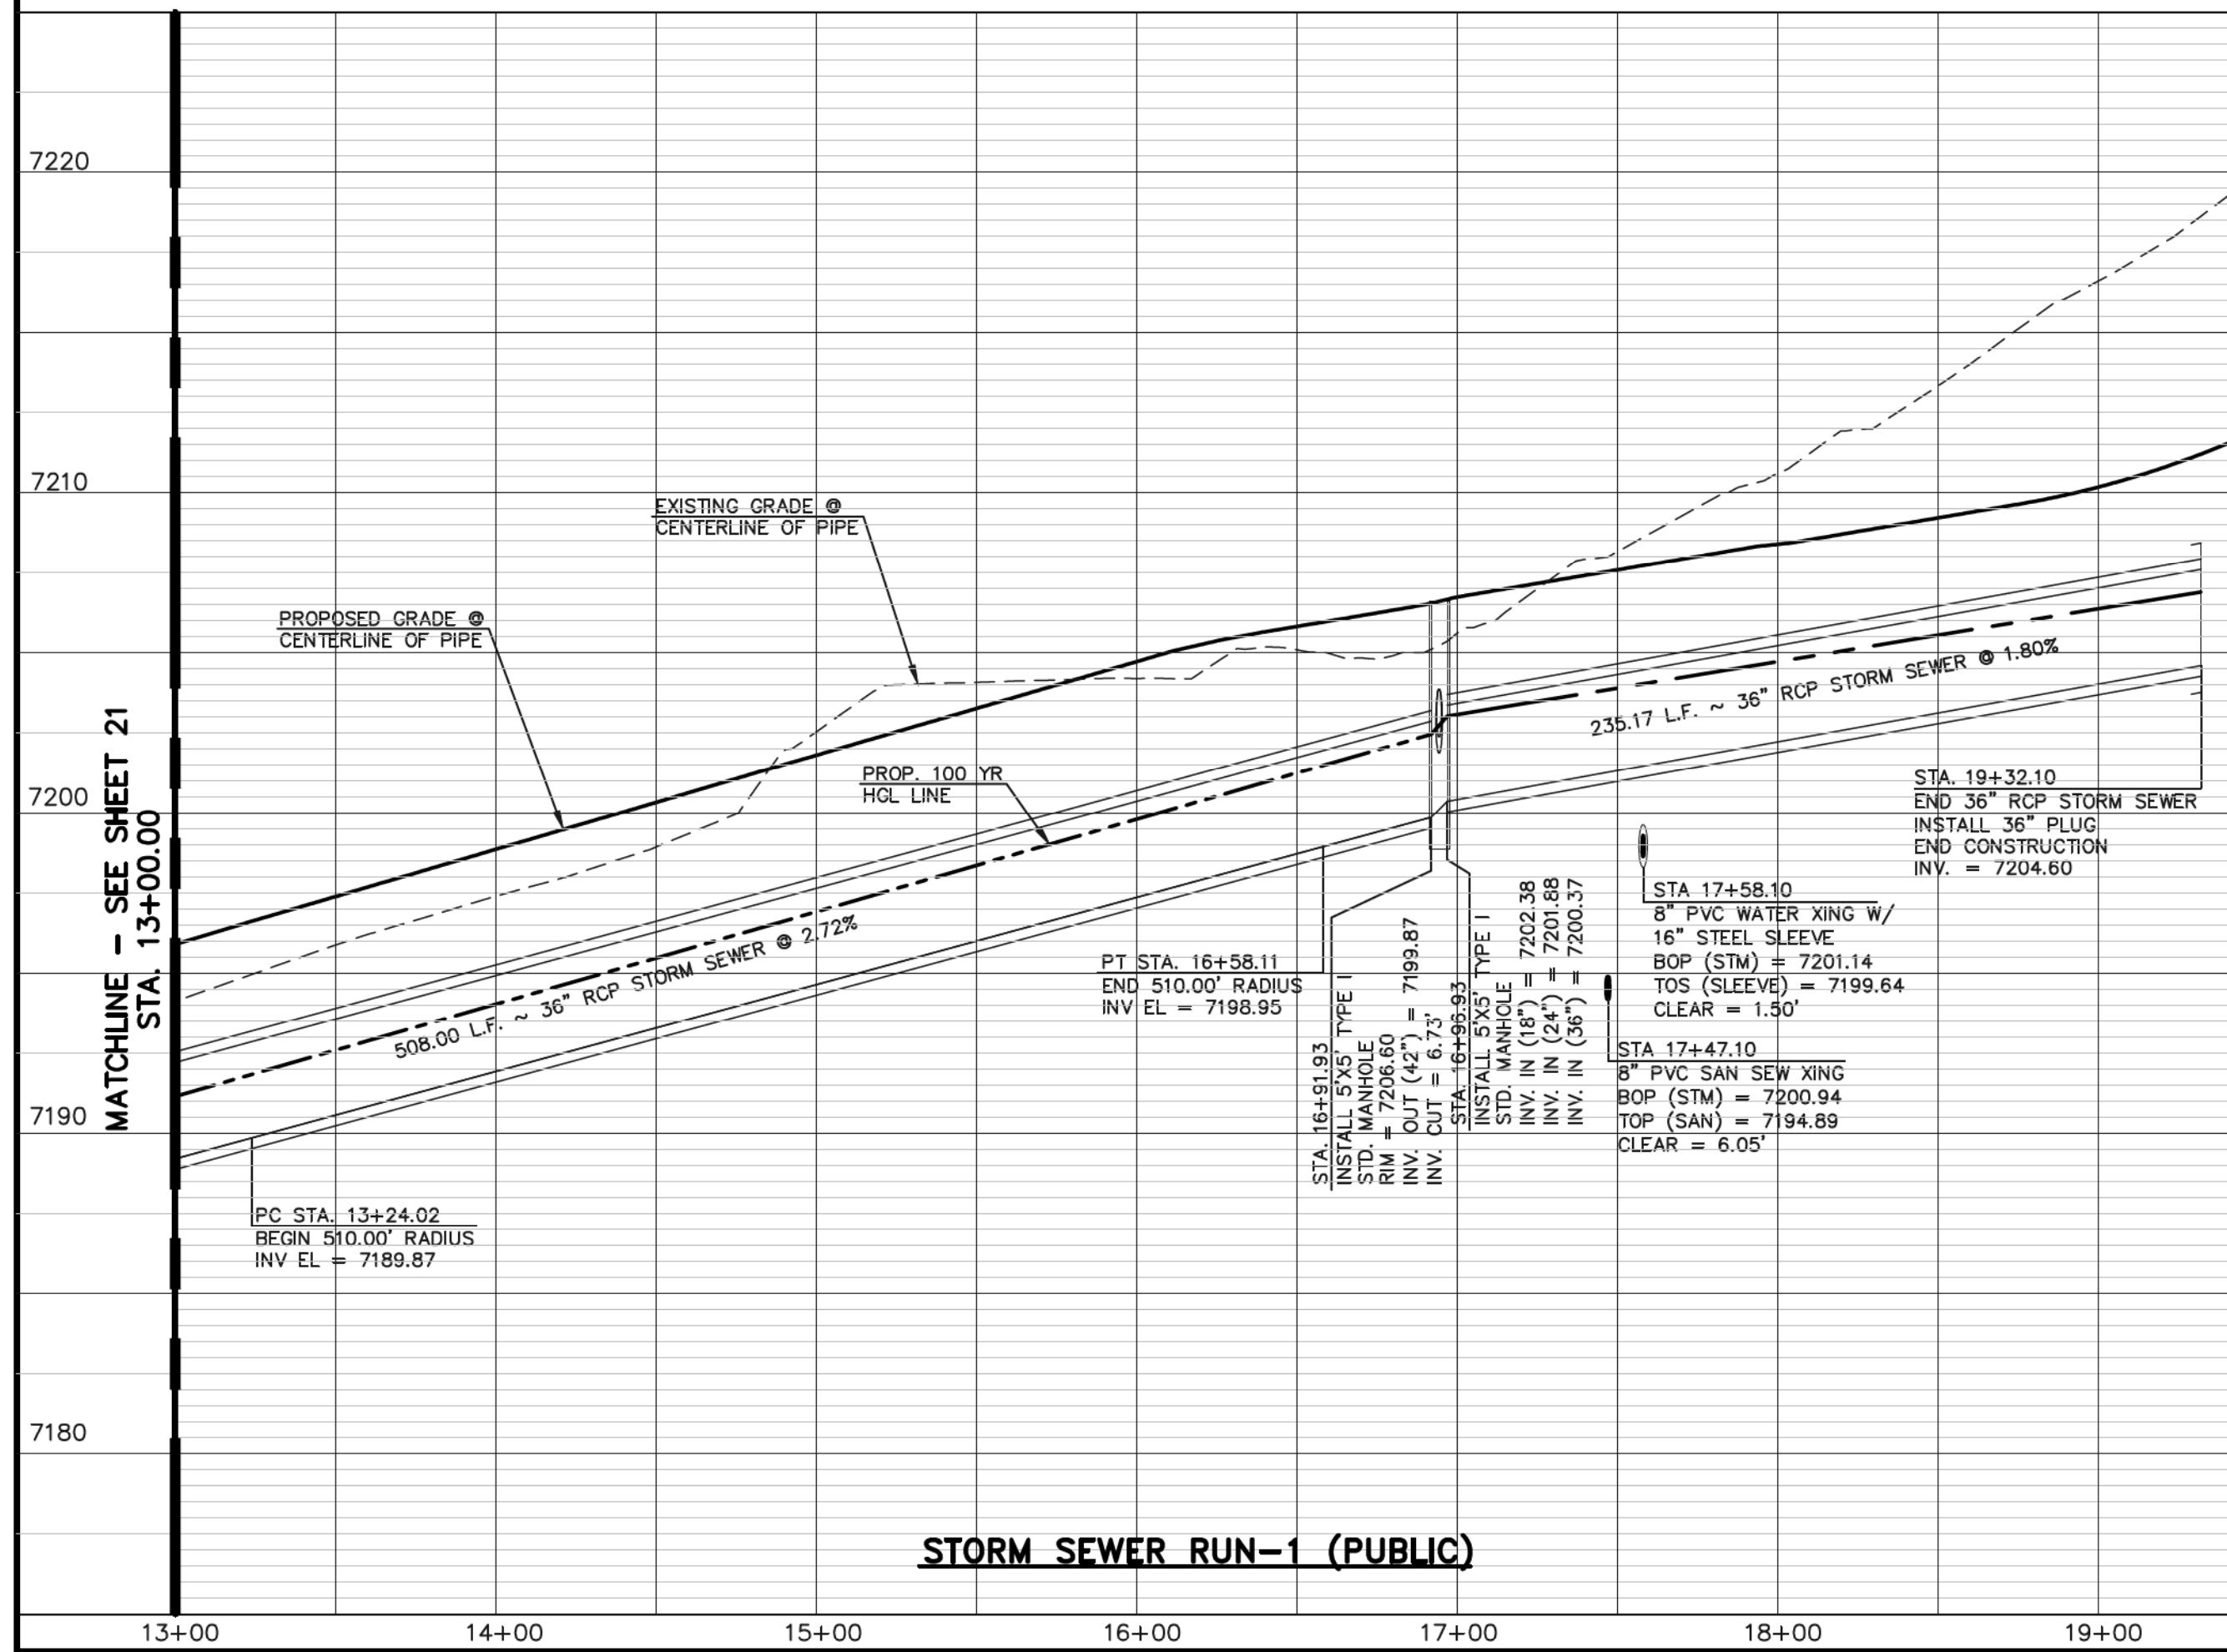 7220
7210
7200
7190
7180
MATCHLINE - SEE SHEET 21
STA. 13+00.00
EXISTING GRADE @
CENTERLINE OF PIPE
PROPOSED GRADE @
CENTERLINE OF PIPE
PROP. 100 YR
HGL LINE
508.00 L.F. ~ 36" RCP STORM SEWER @ 2.72%
235.17 L.F. ~ 36" RCP STORM SEWER @ 1.80%
PC STA. 13+24.02
BEGIN 510.00' RADIUS
INV EL = 7189.87
PT STA. 16+58.11
END 510.00' RADIUS
INV EL = 7198.95
STA. 16+91.93
INSTALL 5'X5' TYPE I
STD. MANHOLE
RIM = 7206.60
INV. OUT (42") = 7199.87
INV. CUT = 6.73'
STA. 16+96.93
INSTALL 5'X5' TYPE I
STD. MANHOLE
INV. IN (18") = 7202.38
INV. IN (24") = 7201.88
INV. IN (36") = 7200.37
STA 17+58.10
8" PVC WATER XING W/
16" STEEL SLEEVE
BOP (STM) = 7201.14
TOS (SLEEVE) = 7199.64
CLEAR = 1.50'
STA 17+47.10
8" PVC SAN SEW XING
BOP (STM) = 7200.94
TOP (SAN) = 7194.89
CLEAR = 6.05'
STA. 19+32.10
END 36" RCP STORM SEWER
INSTALL 36" PLUG
END CONSTRUCTION
INV. = 7204.60
STORM SEWER RUN-1 (PUBLIC)
13+00 14+00 15+00 16+00 17+00 18+00 19+00